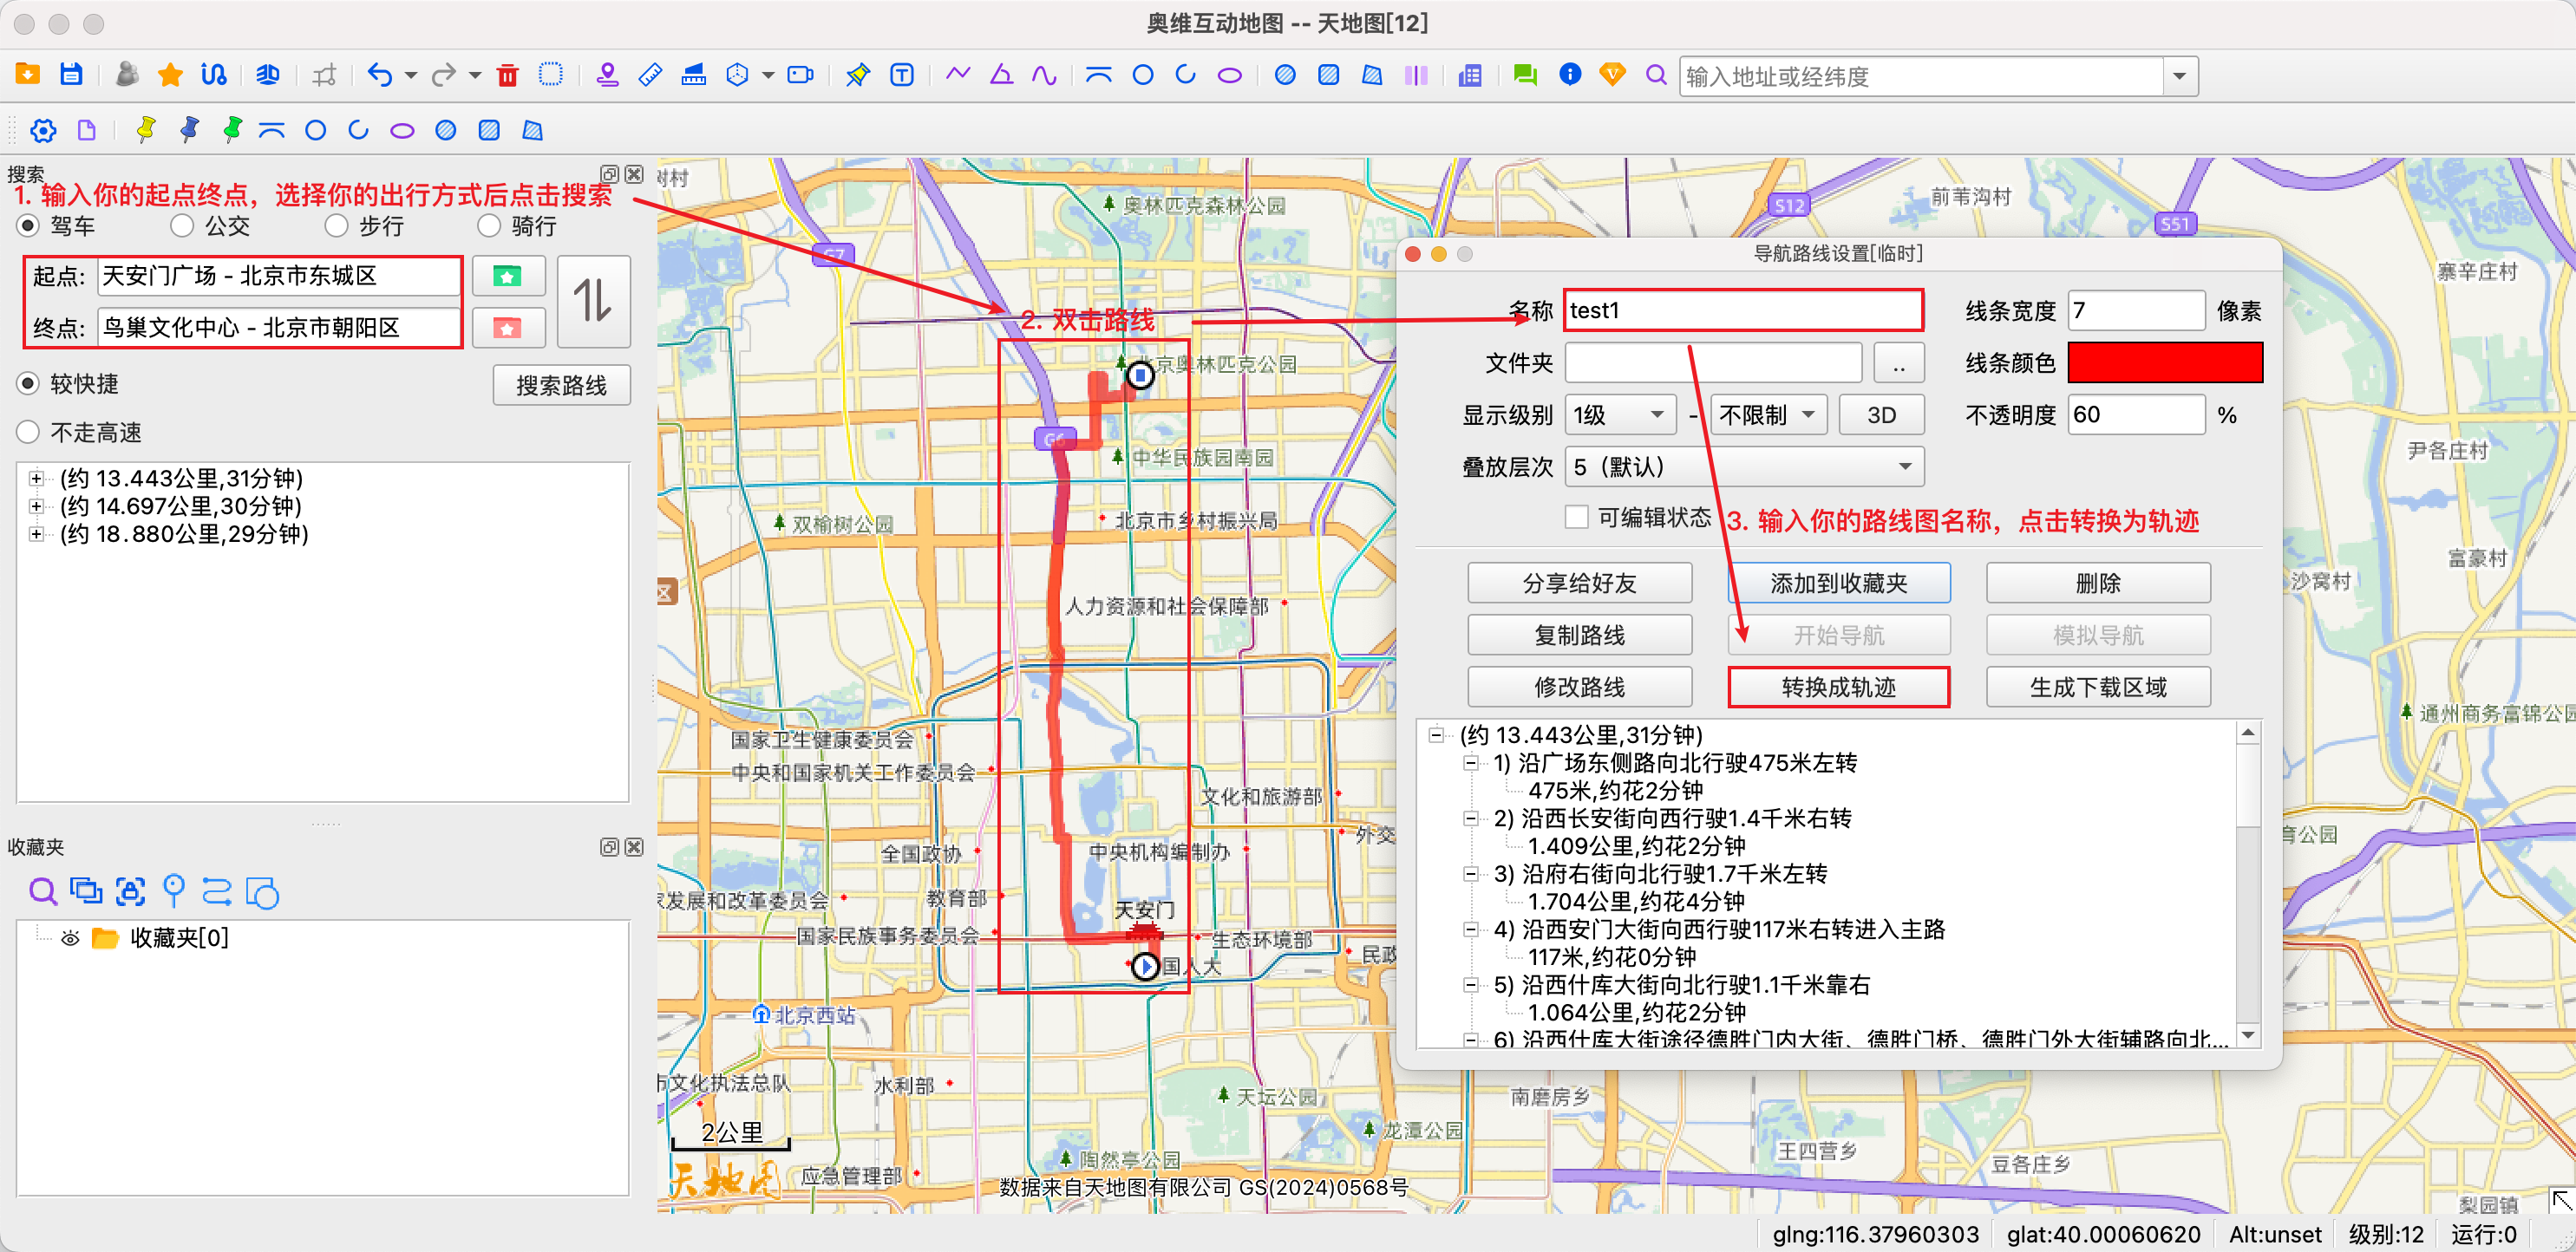 奥维互动地图 -- 天地图[12]
输入地址或经纬度
搜索
1. 输入你的起点终点，选择你的出行方式后点击搜索
驾车
公交
步行
骑行
起点: 天安门广场 - 北京市东城区
终点: 鸟巢文化中心 - 北京市朝阳区
较快捷
搜索路线
不走高速
(约 13.443公里,31分钟)
(约 14.697公里,30分钟)
(约 18.880公里,29分钟)
收藏夹
收藏夹[0]
树村
奥林匹克森林公园
G7
2. 双击路线
北京奥林匹克公园
G6
中华民族园南园
双榆树公园
北京市乡村振兴局
人力资源和社会保障部
国家卫生健康委员会
中央和国家机关工作委员会
文化和旅游部
外交
全国政协
中央机构编制办
家发展和改革委员会
教育部
天安门
国家民族事务委员会
生态环境部
民政
国人大
北京西站
市文化执法总队
水利部
天坛公园
2公里
龙潭公园
陶然亭公园
天地图
应急管理部
数据来自天地图有限公司 GS(2024)0568号
S12
前苇沟村
S51
寨辛庄村
尹各庄村
富豪村
沙窝村
通州商务富锦公园
育公园
南磨房乡
王四营乡
豆各庄乡
梨园镇
导航路线设置[临时]
名称 test1
线条宽度 7 像素
文件夹 ..
线条颜色
显示级别 1级 - 不限制 3D
不透明度 60 %
叠放层次 5（默认）
可编辑状态
3. 输入你的路线图名称，点击转换为轨迹
分享给好友 添加到收藏夹 删除
复制路线 开始导航 模拟导航
修改路线 转换成轨迹 生成下载区域
(约 13.443公里,31分钟)
1) 沿广场东侧路向北行驶475米左转
475米,约花2分钟
2) 沿西长安街向西行驶1.4千米右转
1.409公里,约花2分钟
3) 沿府右街向北行驶1.7千米左转
1.704公里,约花4分钟
4) 沿西安门大街向西行驶117米右转进入主路
117米,约花0分钟
5) 沿西什库大街向北行驶1.1千米靠右
1.064公里,约花2分钟
6) 沿西什库大街途径德胜门内大街、德胜门桥、德胜门外大街辅路向北...
glng:116.37960303
glat:40.00060620
Alt:unset
级别:12
运行:0